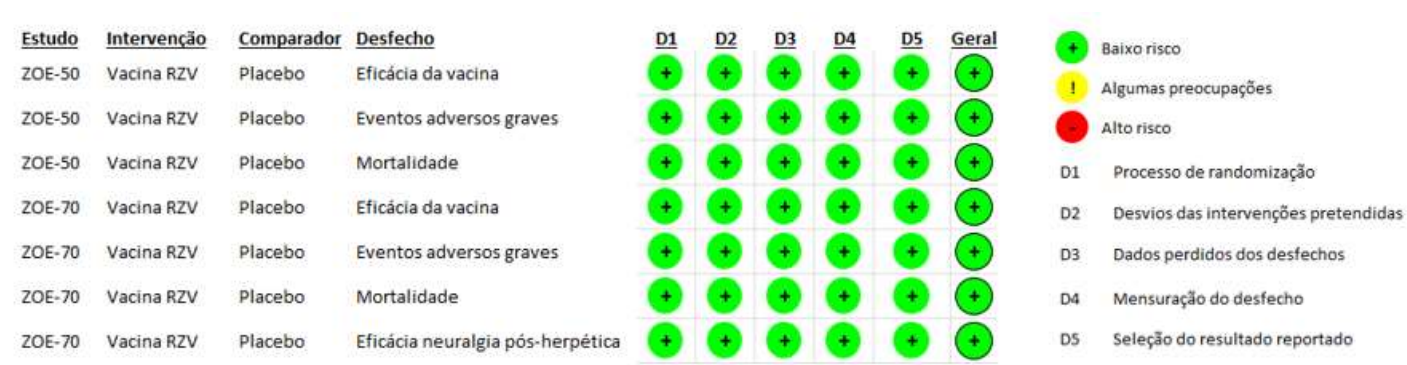 Estudo Intervenção Comparador Desfecho D1 D2 D3 D4 D5 Geral
ZOE-50 Vacina RZV Placebo Eficácia da vacina + + + + + +
ZOE-50 Vacina RZV Placebo Eventos adversos graves + + + + + +
ZOE-50 Vacina RZV Placebo Mortalidade + + + + + +
ZOE-70 Vacina RZV Placebo Eficácia da vacina + + + + + +
ZOE-70 Vacina RZV Placebo Eventos adversos graves + + + + + +
ZOE-70 Vacina RZV Placebo Mortalidade + + + + + +
ZOE-70 Vacina RZV Placebo Eficácia neuralgia pós-herpética + + + + + +
+ Baixo risco
! Algumas preocupações
- Alto risco
D1 Processo de randomização
D2 Desvios das intervenções pretendidas
D3 Dados perdidos dos desfechos
D4 Mensuração do desfecho
D5 Seleção do resultado reportado